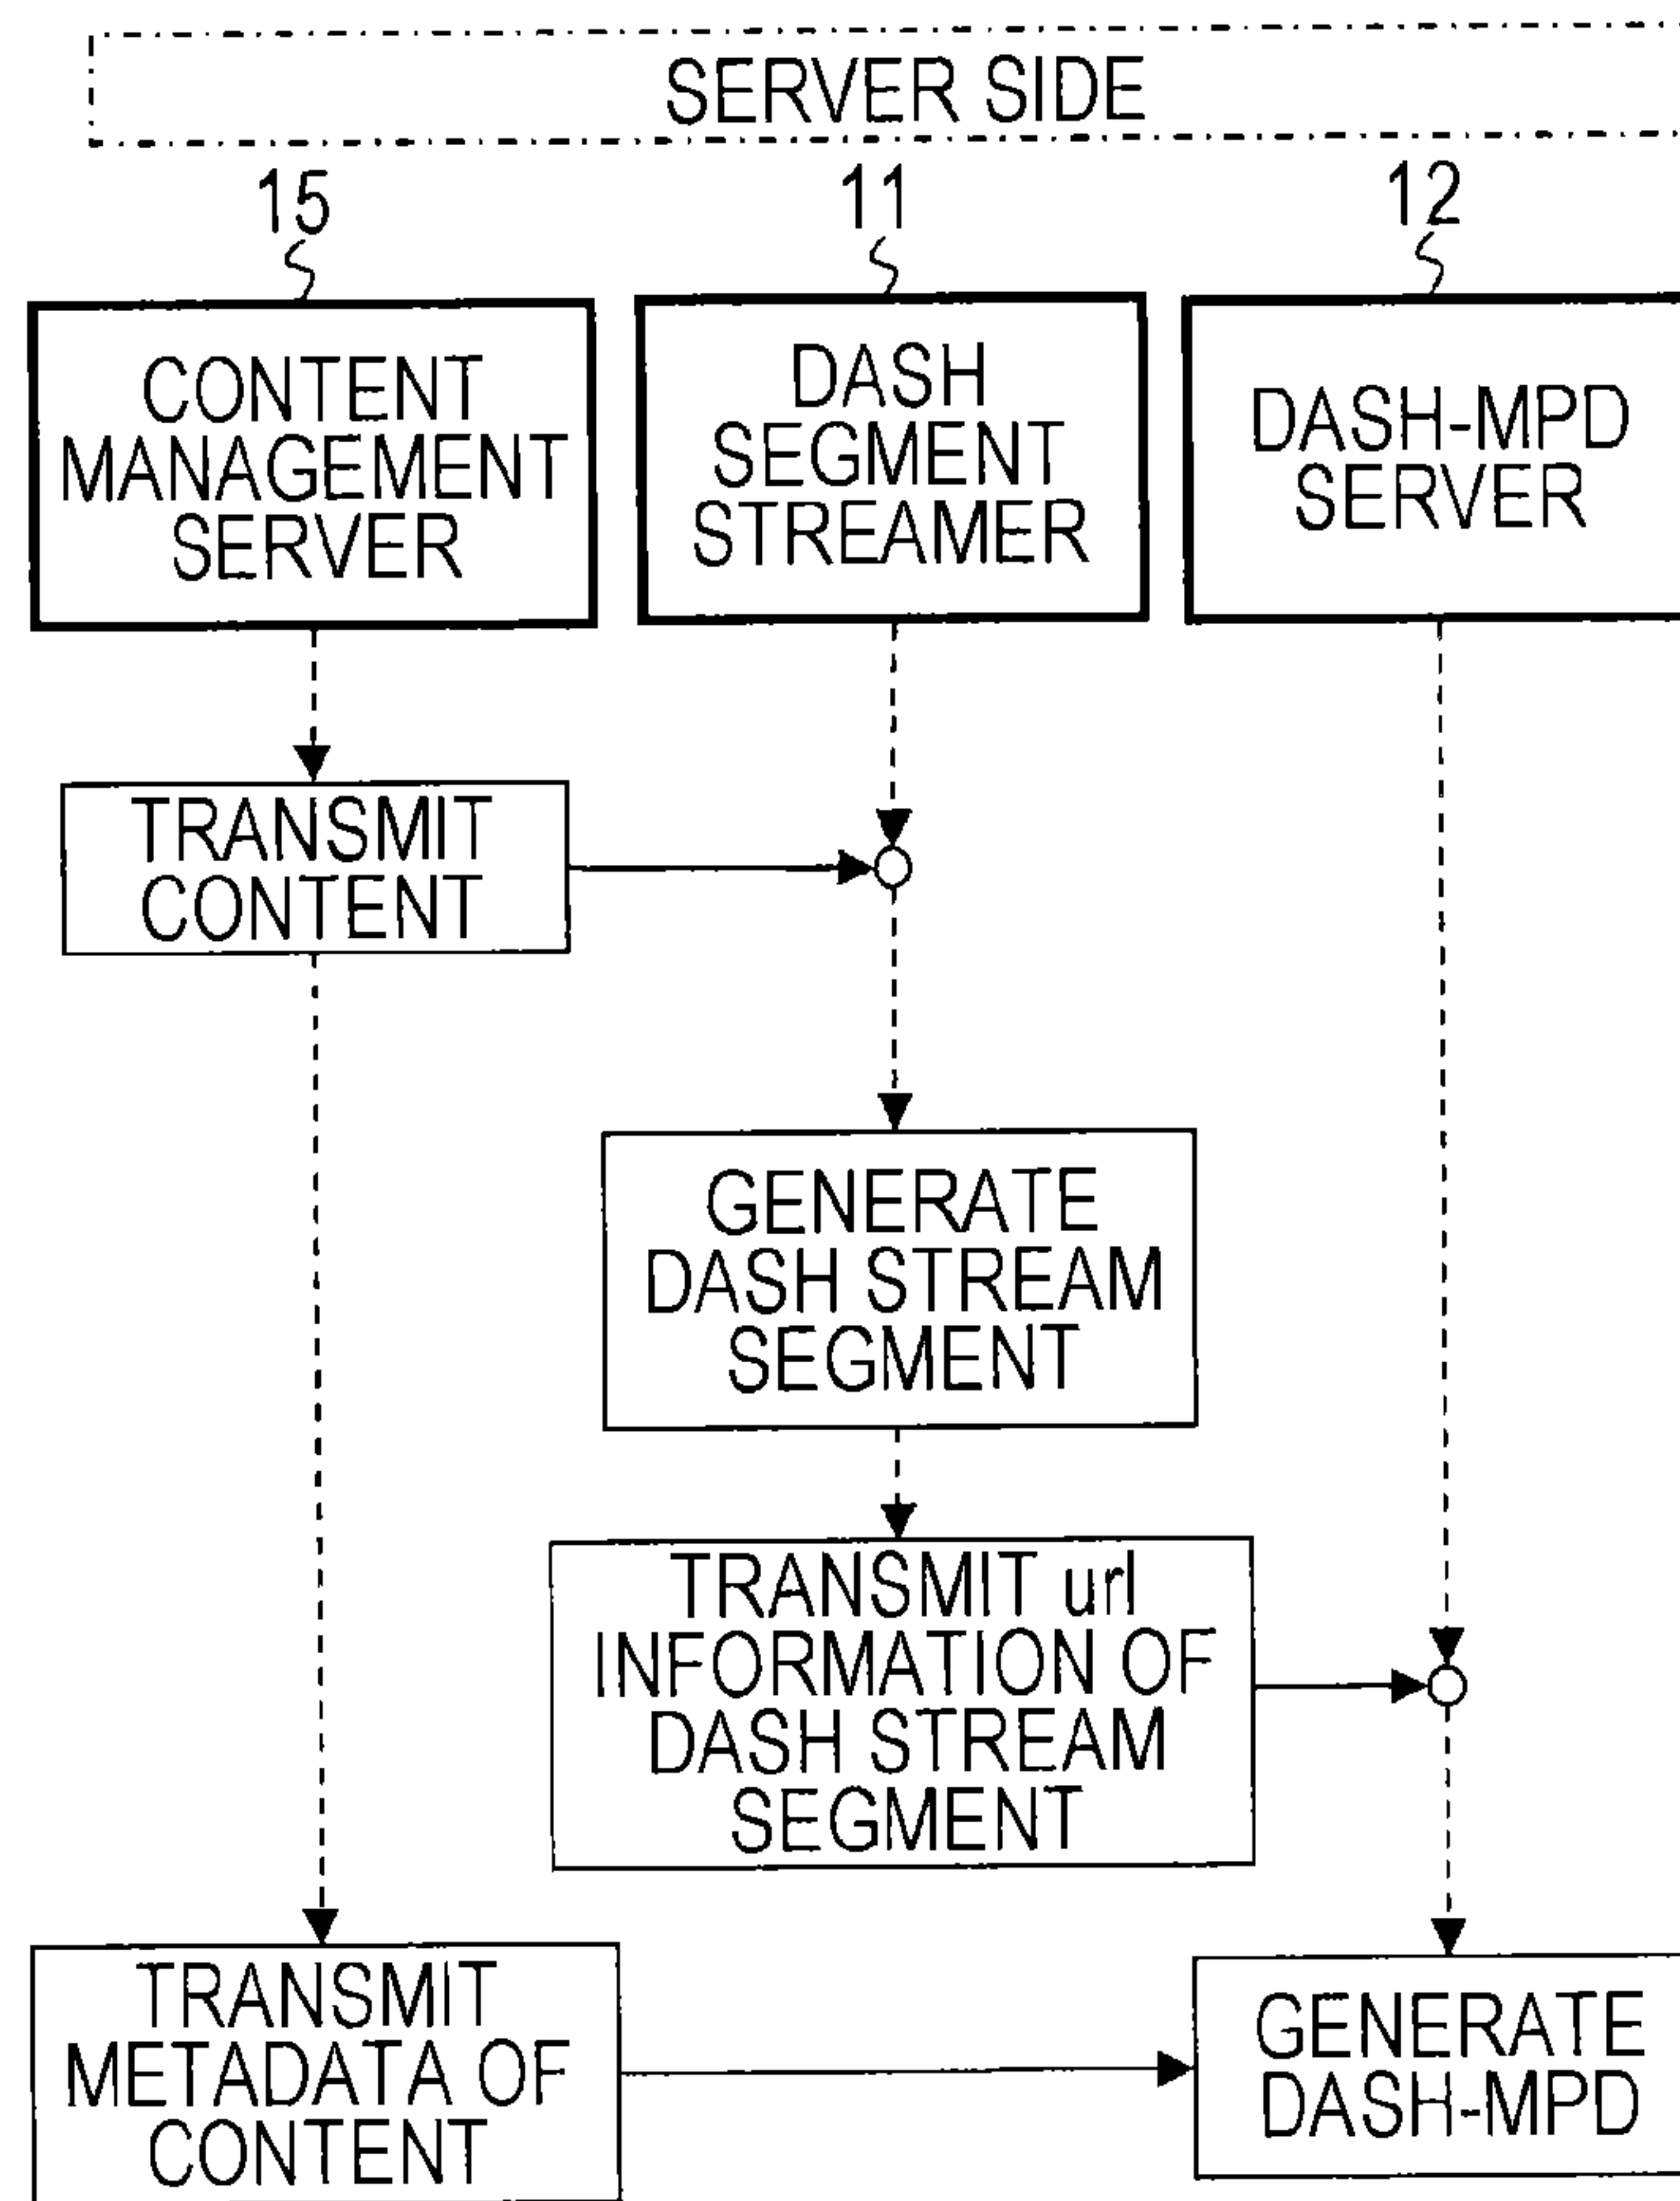 SERVER SIDE
15
11
12
CONTENT
MANAGEMENT
SERVER
DASH
SEGMENT
STREAMER
DASH-MPD
SERVER
TRANSMIT
CONTENT
GENERATE
DASH STREAM
SEGMENT
TRANSMIT url
INFORMATION OF
DASH STREAM
SEGMENT
TRANSMIT
METADATA OF
CONTENT
GENERATE
DASH-MPD